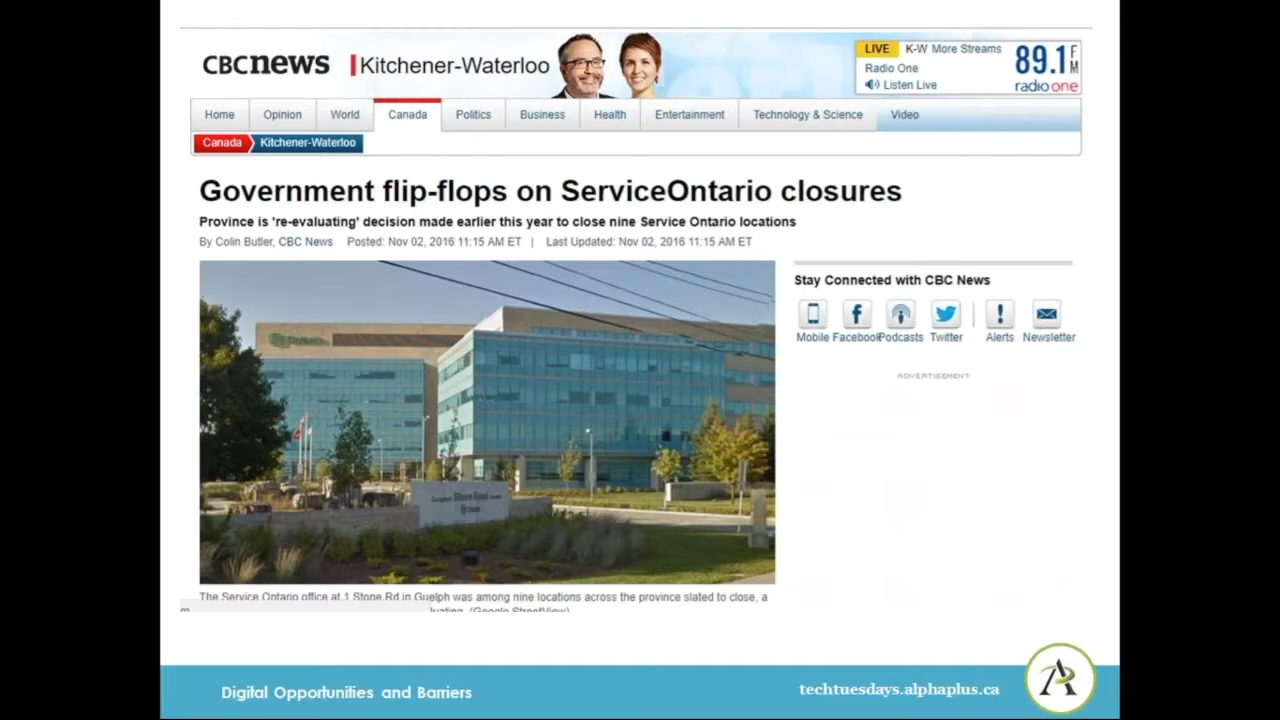 CBCnews Kitchener-Waterloo
LIVE K-W More Streams
Radio One
Listen Live
89.1 FM
radio one
Home Opinion World Canada Politics Business Health Entertainment Technology & Science Video
Canada Kitchener-Waterloo
Government flip-flops on ServiceOntario closures
Province is 're-evaluating' decision made earlier this year to close nine Service Ontario locations
By Colin Butler, CBC News Posted: Nov 02, 2016 11:15 AM ET | Last Updated: Nov 02, 2016 11:15 AM ET
Stay Connected with CBC News
Mobile Facebook Podcasts Twitter Alerts Newsletter
ADVERTISEMENT
Stone Road
The Service Ontario office at 1 Stone Rd in Guelph was among nine locations across the province slated to close, a
(Google StreetView)
Digital Opportunities and Barriers
techtuesdays.alphaplus.ca